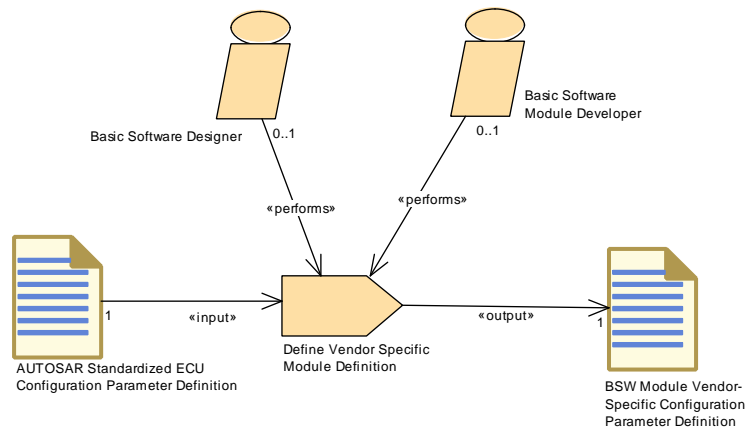 Basic Software Designer
0..1
Basic Software
Module Developer
0..1
«performs»
«performs»
1
«input»
AUTOSAR Standardized ECU
Configuration Parameter Definition
Define Vendor Specific
Module Definition
«output»
1
BSW Module Vendor-
Specific Configuration
Parameter Definition